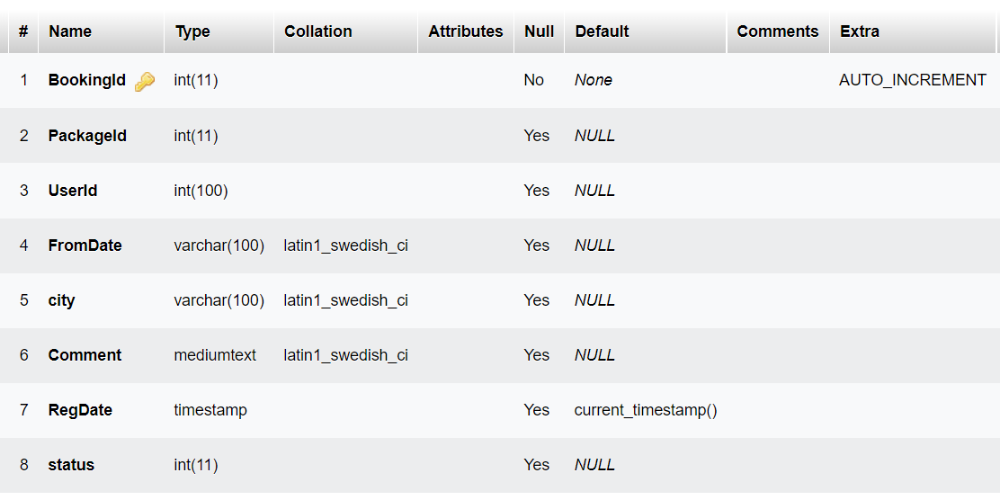 # Name Type Collation Attributes Null Default Comments Extra
1 BookingId int(11) No None AUTO_INCREMENT
2 PackageId int(11) Yes NULL
3 UserId int(100) Yes NULL
4 FromDate varchar(100) latin1_swedish_ci Yes NULL
5 city varchar(100) latin1_swedish_ci Yes NULL
6 Comment mediumtext latin1_swedish_ci Yes NULL
7 RegDate timestamp Yes current_timestamp()
8 status int(11) Yes NULL